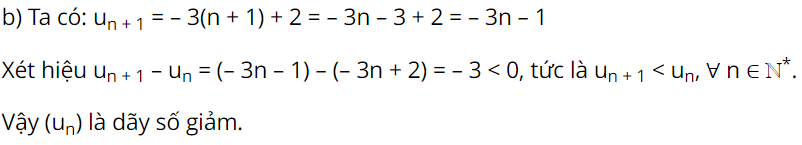 b) Ta có: uₙ ₊ ₁ = – 3(n + 1) + 2 = – 3n – 3 + 2 = – 3n – 1
Xét hiệu uₙ ₊ ₁ – uₙ = (– 3n – 1) – (– 3n + 2) = – 3 < 0, tức là uₙ ₊ ₁ < uₙ, ∀ n ∈ ℕ*.
Vậy (uₙ) là dãy số giảm.